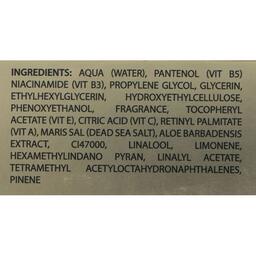 INGREDIENTS: AQUA (WATER), PANTENOL (VIT B5)
NIACINAMIDE (VIT B3), PROPYLENE GLYCOL, GLYCERIN,
ETHYLHEXYLGLYCERIN, HYDROXYETHYLCELLULOSE,
PHENOXYETHANOL, FRAGRANCE, TOCOPHERYL
ACETATE (VIT E), CITRIC ACID (VIT C), RETINYL PALMITATE
(VIT A), MARIS SAL (DEAD SEA SALT), ALOE BARBADENSIS
EXTRACT, CI47000, LINALOOL, LIMONENE,
HEXAMETHYLINDANO PYRAN, LINALYL ACETATE,
TETRAMETHYL ACETYLOCTAHYDRONAPHTHALENES,
PINENE